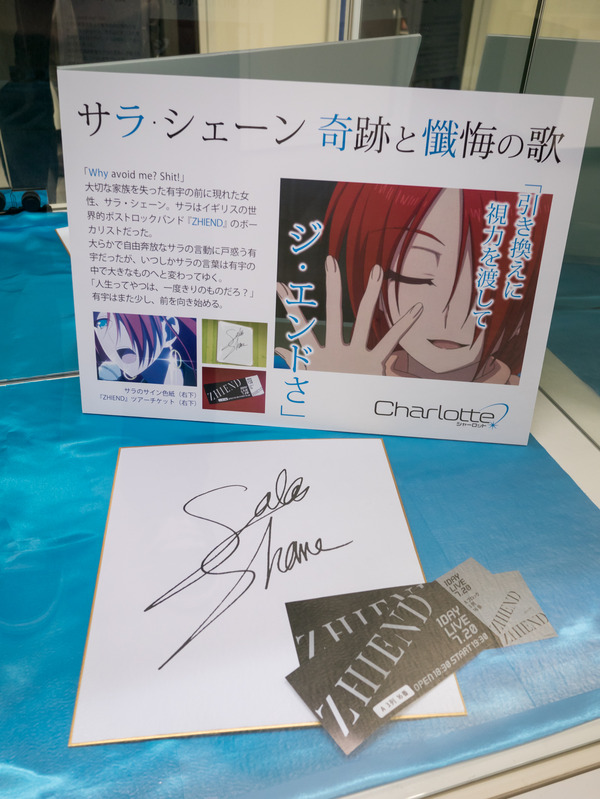 サラ・シェーン 奇跡と懺悔の歌
「Why avoid me? Shit!」
大切な家族を失った有宇の前に現れた女
性、サラ・シェーン。サラはイギリスの世
界的ポストロックバンド『ZHIEND』のボー
カリストだった。
大らかで自由奔放なサラの言動に戸惑う有
宇だったが、いつしかサラの言葉は有宇の
中で大きなものへと変わってゆく。
「人生ってやつは、一度きりのものだろ？」
有宇はまた少し、前を向き始める。
「引き換えに
視力を渡して
ジ・エンドさ」
サラのサイン色紙（右下）
『ZHIEND』ツアーチケット（右下）
ZHIEND
Charlotte
シャーロット
Sala
Shane
ZHIEND
1DAY
LIVE
7.20
ZHIEND
1DAY
LIVE
7.20
OPEN 18:30 START 19:30
ZHIEND
ZHIEND